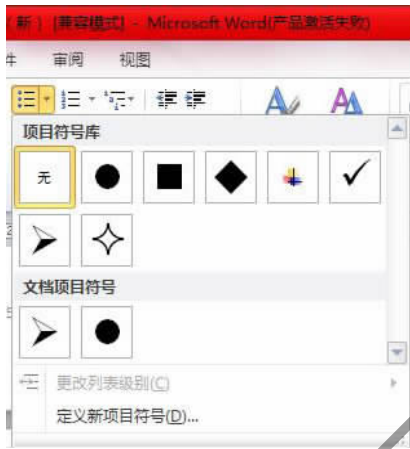 （新）[兼容模式] - Microsoft Word(产品激活失败)
件 审阅 视图
项目符号库
无
文档项目符号
更改列表级别(C)
定义新项目符号(D)...